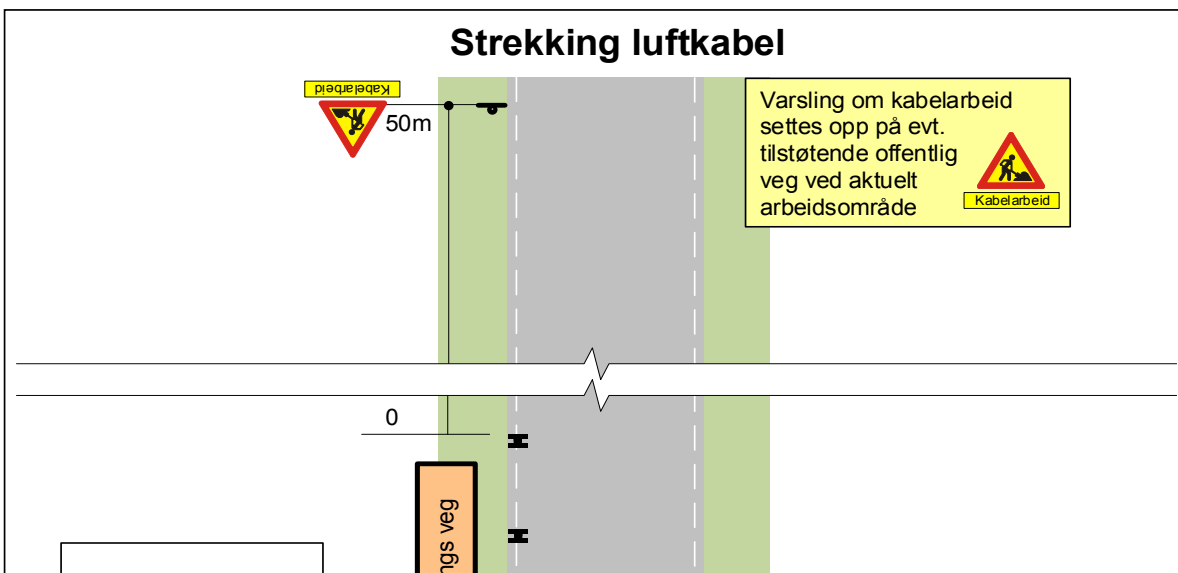 Strekking luftkabel
Kabelarbeid
50m
Varsling om kabelarbeid
settes opp på evt.
tilstøtende offentlig
veg ved aktuelt
arbeidsområde
Kabelarbeid
0
ngs veg